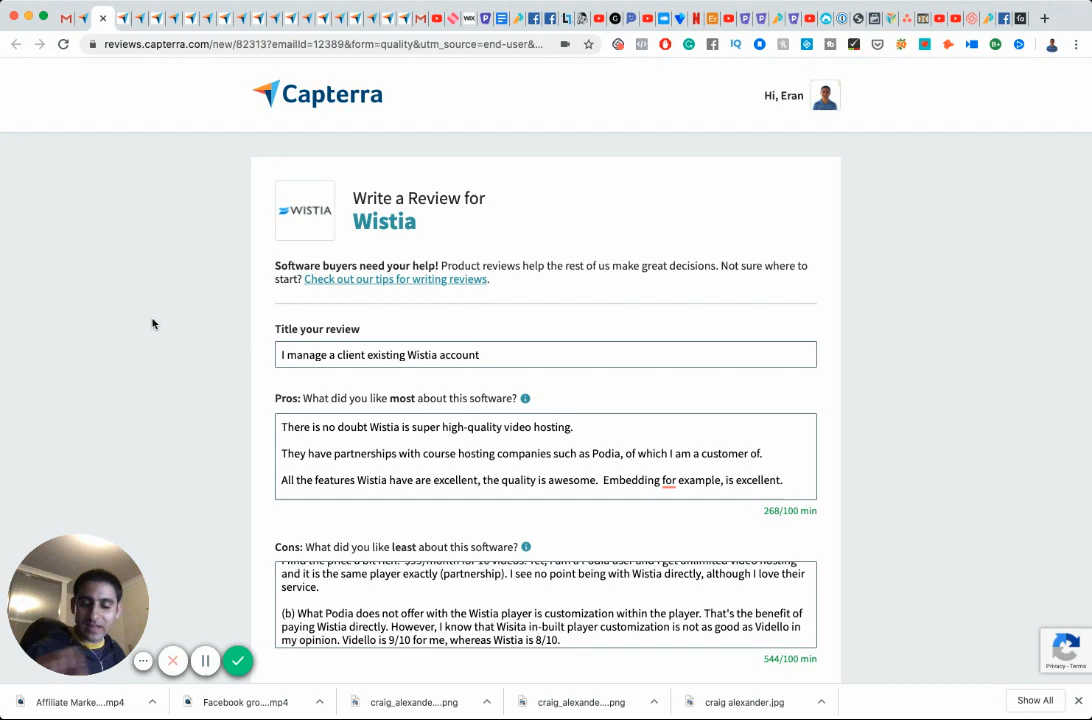 reviews.capterra.com/new/82313?emailId=12389&form=quality&utm_source=end-user&...
Capterra
Hi, Eran
WISTIA
Write a Review for
Wistia
Software buyers need your help! Product reviews help the rest of us make great decisions. Not sure where to
start? Check out our tips for writing reviews.
Title your review
I manage a client existing Wistia account
Pros: What did you like most about this software?
There is no doubt Wistia is super high-quality video hosting.
They have partnerships with course hosting companies such as Podia, of which I am a customer of.
All the features Wistia have are excellent, the quality is awesome. Embedding for example, is excellent.
268/100 min
Cons: What did you like least about this software?
and it is the same player exactly (partnership). I see no point being with Wistia directly, although I love their
service.
(b) What Podia does not offer with the Wistia player is customization within the player. That's the benefit of
paying Wistia directly. However, I know that Wisita in-built player customization is not as good as Vidello in
my opinion. Vidello is 9/10 for me, whereas Wistia is 8/10.
544/100 min
Privacy - Terms
Affiliate Marke....mp4
Facebook gro....mp4
craig_alexande....png
craig_alexande....png
craig alexander.jpg
Show All